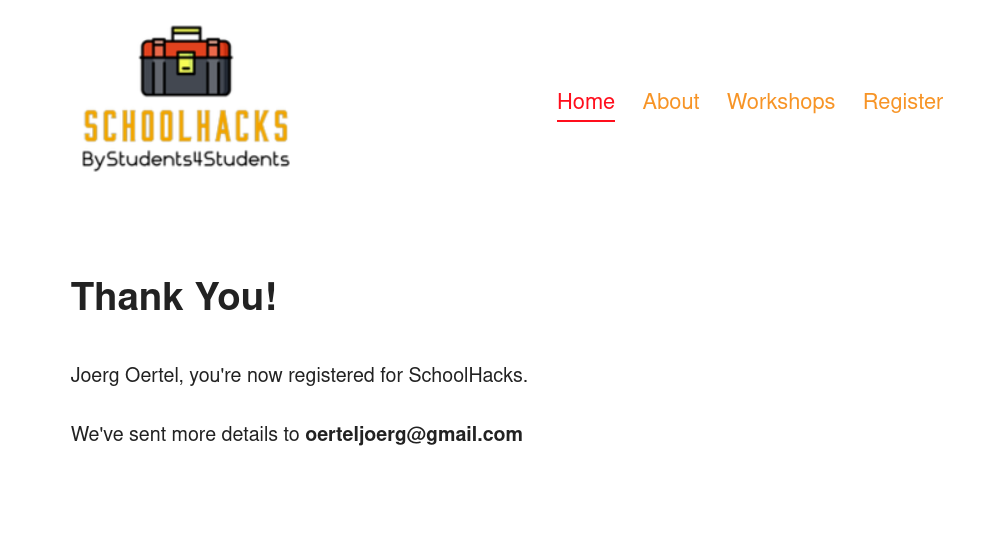 SCHOOLHACKS
ByStudents4Students
Home About Workshops Register
Thank You!
Joerg Oertel, you're now registered for SchoolHacks.
We've sent more details to oerteljoerg@gmail.com